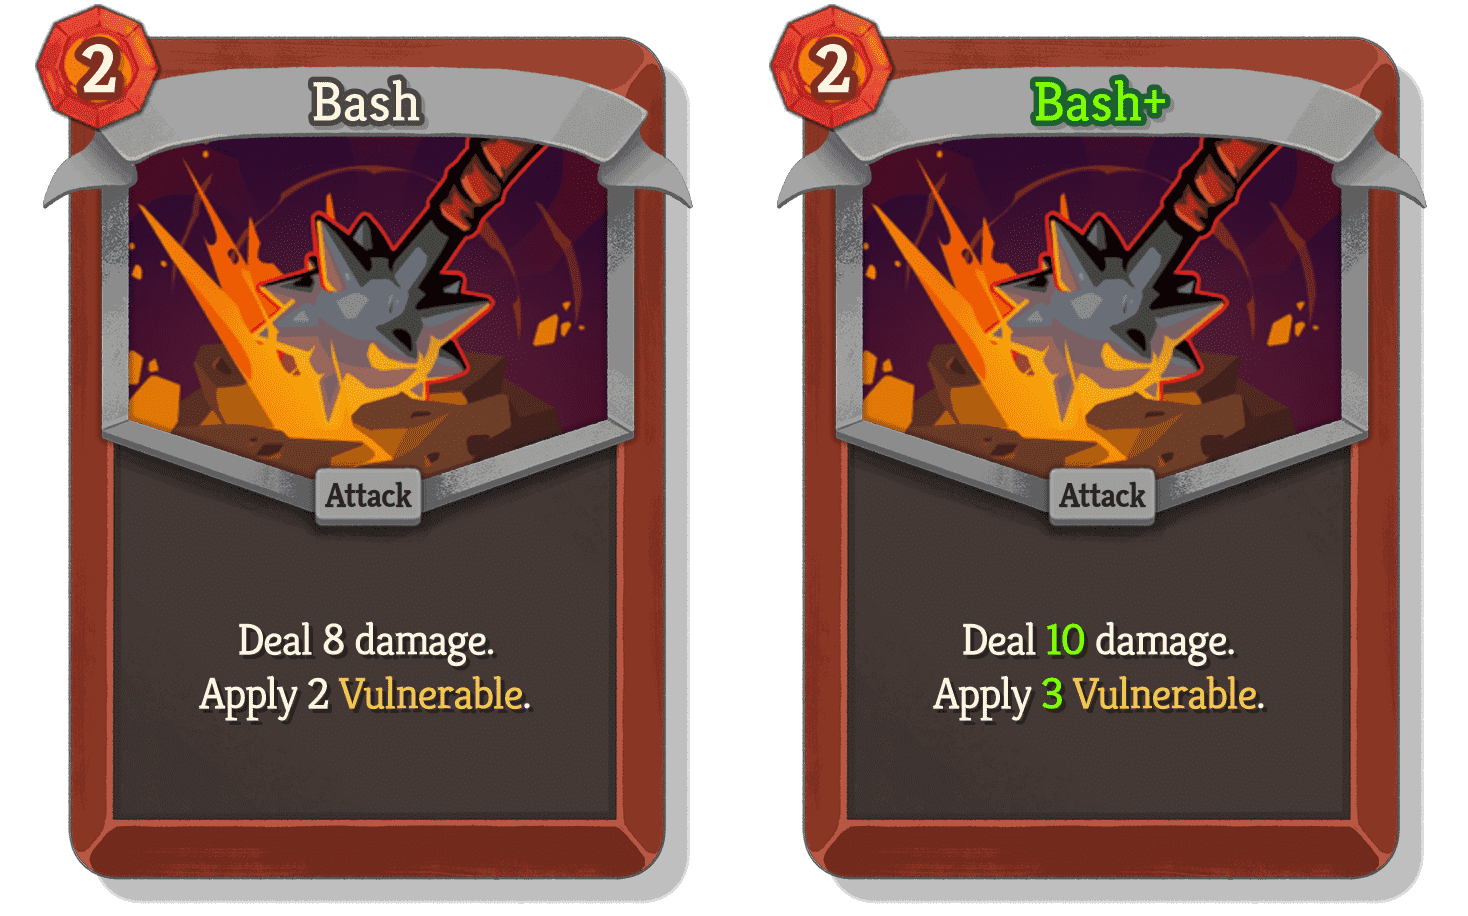 2
Bash
Attack
Deal 8 damage.
Apply 2 Vulnerable.
2
Bash+
Attack
Deal 10 damage.
Apply 3 Vulnerable.